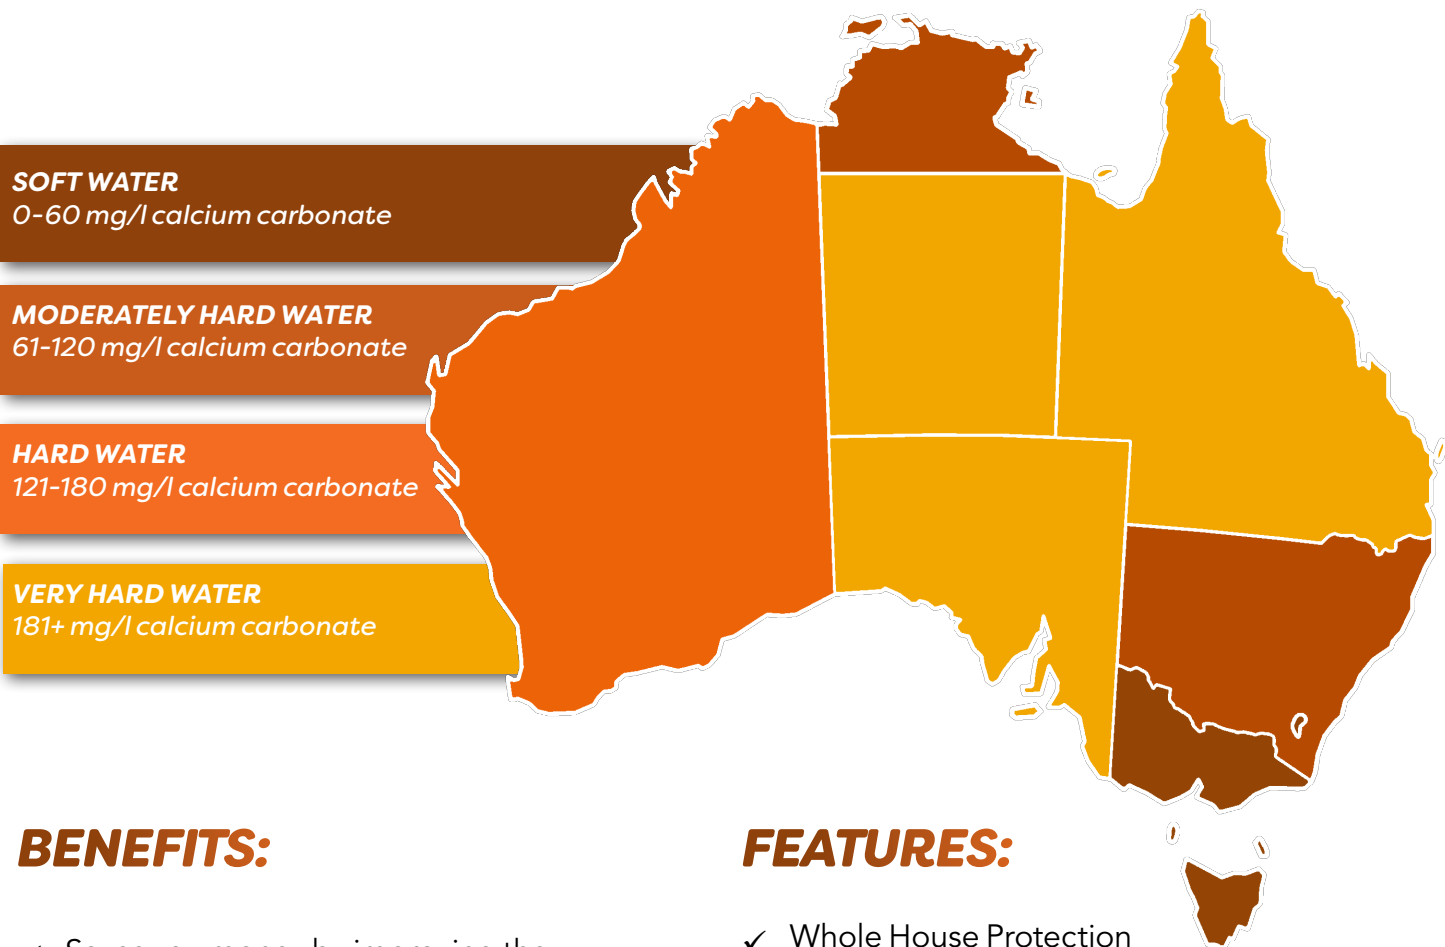 SOFT WATER
0-60 mg/l calcium carbonate
MODERATELY HARD WATER
61-120 mg/l calcium carbonate
HARD WATER
121-180 mg/l calcium carbonate
VERY HARD WATER
181+ mg/l calcium carbonate
BENEFITS:
FEATURES:
Whole House Protection